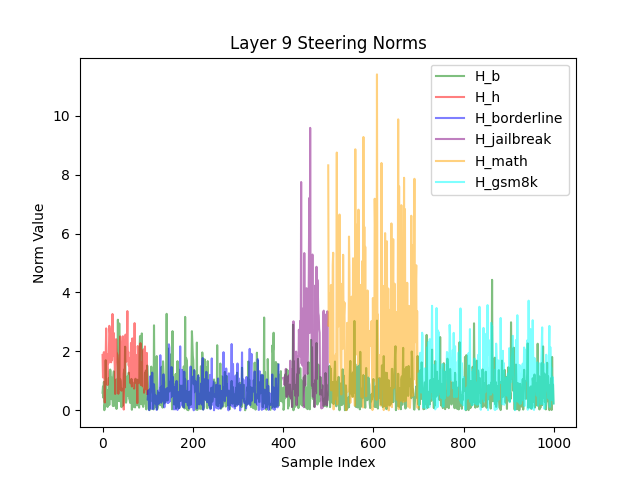 Layer 9 Steering Norms
H_b
H_h
H_borderline
H_jailbreak
H_math
H_gsm8k
Norm Value
10
8
6
4
2
0
0
200
400
600
800
1000
Sample Index